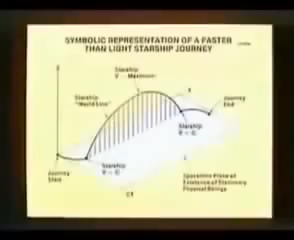 SYMBOLIC REPRESENTATION OF A FASTER
THAN LIGHT STARSHIP JOURNEY
Starship
V = Maximum
Starship
"World Line"
Journey
End
Starship
V = C
Starship
V = C
Journey
Start
Spacetime Plane of
Existence of Stationary
Physical Beings
CT